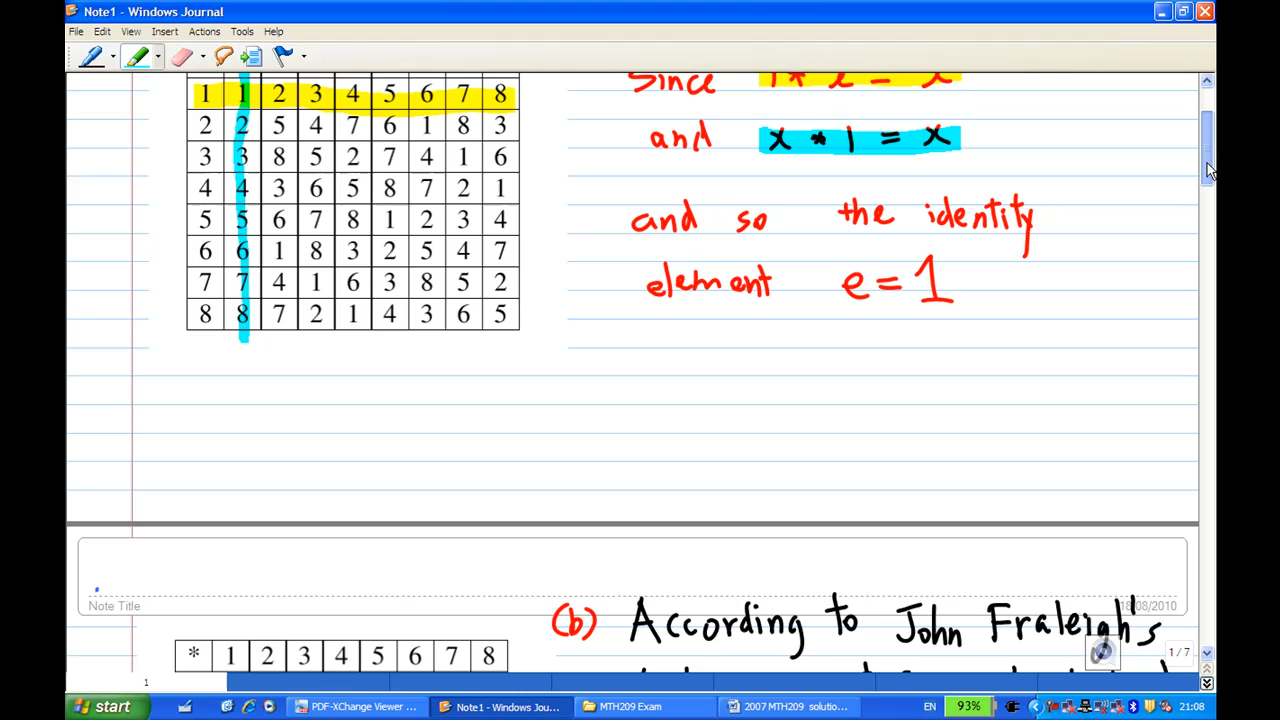 Note1 - Windows Journal
File Edit View Insert Actions Tools Help
Since 1 * x = x
1 1 2 3 4 5 6 7 8
and x * 1 = x
2 2 5 4 7 6 1 8 3
3 3 8 5 2 7 4 1 6
4 4 3 6 5 8 7 2 1
and so the identity
5 5 6 7 8 1 2 3 4
6 6 1 8 3 2 5 4 7
element e = 1
7 7 4 1 6 3 8 5 2
8 8 7 2 1 4 3 6 5
Note Title
18/08/2010
(b) According to John Fraleigh's
* 1 2 3 4 5 6 7 8
1 / 7
1
start
PDF-XChange Viewer ...
Note1 - Windows Jou...
MTH209 Exam
2007 MTH209 solutio...
EN
93%
21:08